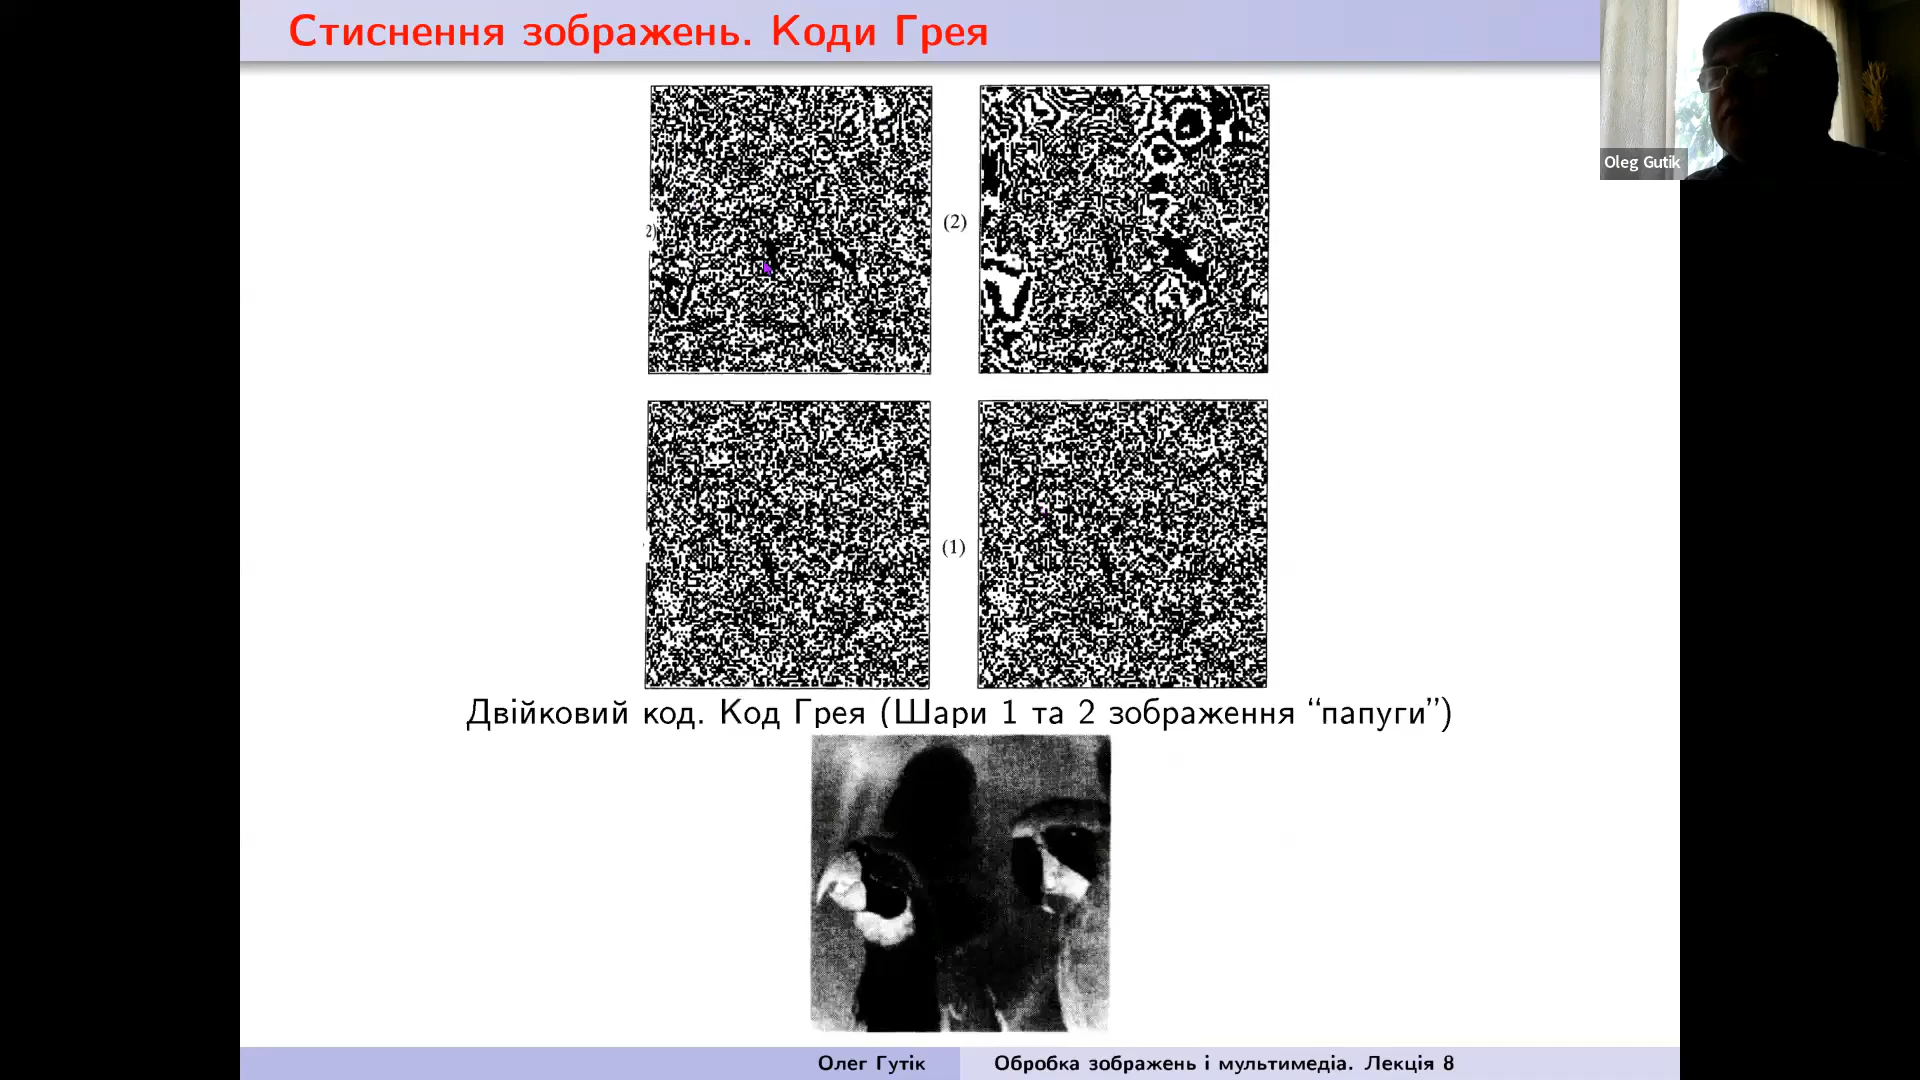 Стиснення зображень. Коди Грея
Oleg Gutik
2)
(2)
(1)
Двійковий код. Код Грея (Шари 1 та 2 зображення “папуги”)
Олег Гутік
Обробка зображень і мультимедіа. Лекція 8